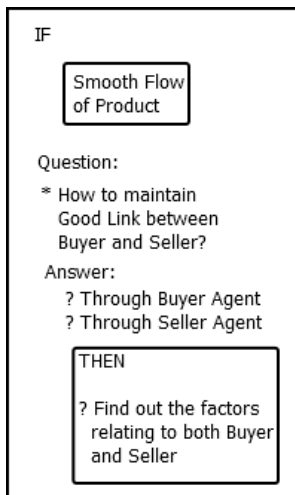 IF
Smooth Flow
of Product
Question:
* How to maintain
Good Link between
Buyer and Seller?
Answer:
? Through Buyer Agent
? Through Seller Agent
THEN
? Find out the factors
relating to both Buyer
and Seller